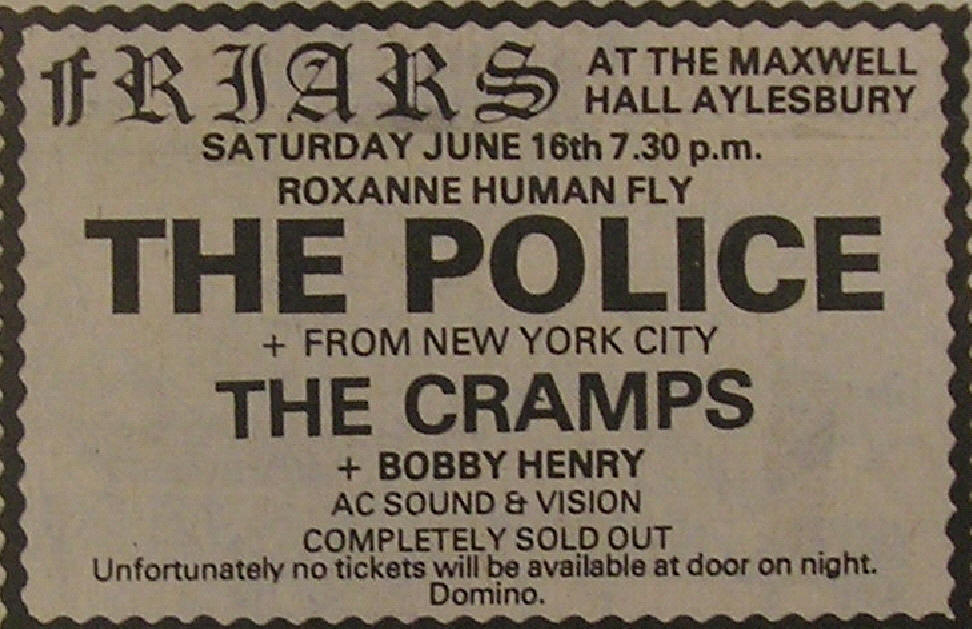 fRIARS AT THE MAXWELL
HALL AYLESBURY
SATURDAY JUNE 16th 7.30 p.m.
ROXANNE HUMAN FLY
THE POLICE
+ FROM NEW YORK CITY
THE CRAMPS
+ BOBBY HENRY
AC SOUND & VISION
COMPLETELY SOLD OUT
Unfortunately no tickets will be available at door on night.
Domino.